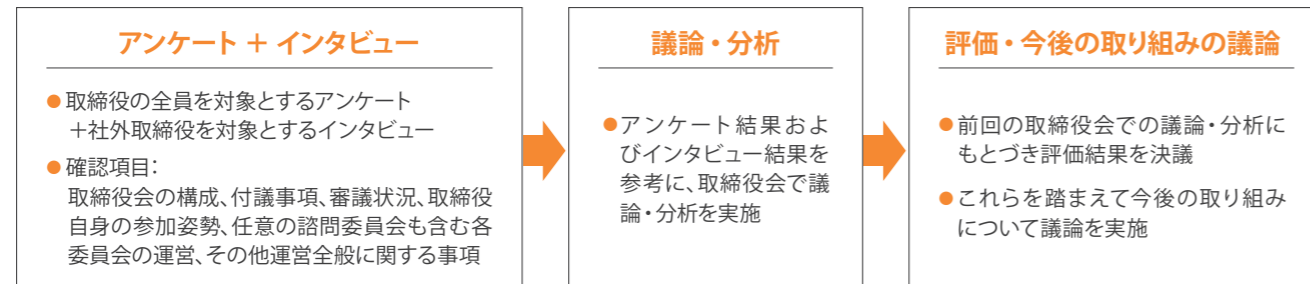 アンケート + インタビュー
●取締役の全員を対象とするアンケート
+社外取締役を対象とするインタビュー
●確認項目:
取締役会の構成、付議事項、審議状況、取締役
自身の参加姿勢、任意の諮問委員会も含む各
委員会の運営、その他運営全般に関する事項
議論・分析
●アンケート結果およ
びインタビュー結果を
参考に、取締役会で議
論・分析を実施
評価・今後の取り組みの議論
●前回の取締役会での議論・分析に
もとづき評価結果を決議
●これらを踏まえて今後の取り組み
について議論を実施